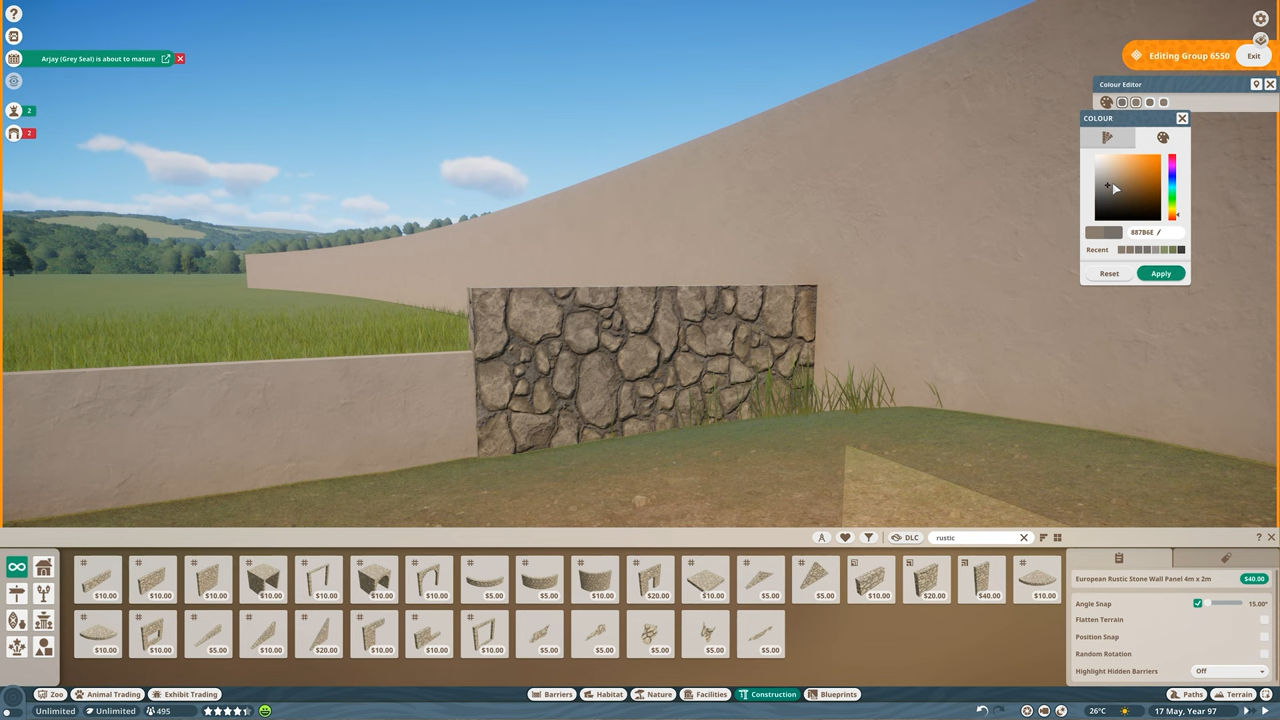 ?
Arjay (Grey Seal) is about to mature
2
2
Editing Group 6550
Exit
Colour Editor
COLOUR
887B6E
Recent
Reset
Apply
DLC
rustic
?
$10.00
$10.00
$10.00
$10.00
$10.00
$10.00
$10.00
$5.00
$5.00
$10.00
$20.00
$10.00
$5.00
$5.00
$10.00
$20.00
$40.00
$10.00
$10.00
$10.00
$5.00
$10.00
$20.00
$10.00
$10.00
$10.00
$5.00
$5.00
$5.00
$5.00
$5.00
European Rustic Stone Wall Panel 4m x 2m
$40.00
Angle Snap
15.00°
Flatten Terrain
Position Snap
Random Rotation
Highlight Hidden Barriers
Off
Zoo
Animal Trading
Exhibit Trading
Barriers
Habitat
Nature
Facilities
Construction
Blueprints
Paths
Terrain
Unlimited
Unlimited
495
26°C
17 May, Year 97